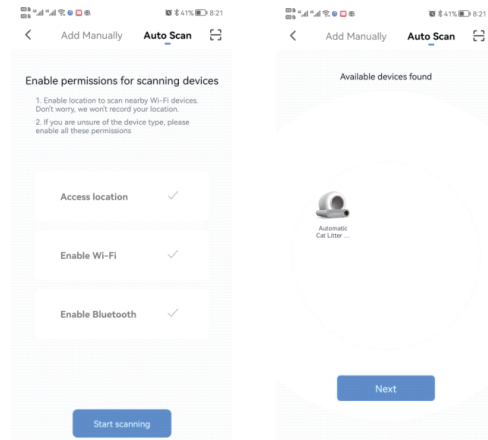 41% 8:21
Add Manually Auto Scan
Enable permissions for scanning devices
1. Enable location to scan nearby Wi-Fi devices.
Don't worry, we won't record your location.
2. If you are unsure of the device type, please
enable all these permissions
Access location
Enable Wi-Fi
Enable Bluetooth
Start scanning
41% 8:21
Add Manually Auto Scan
Available devices found
Automatic
Cat Litter ...
Next